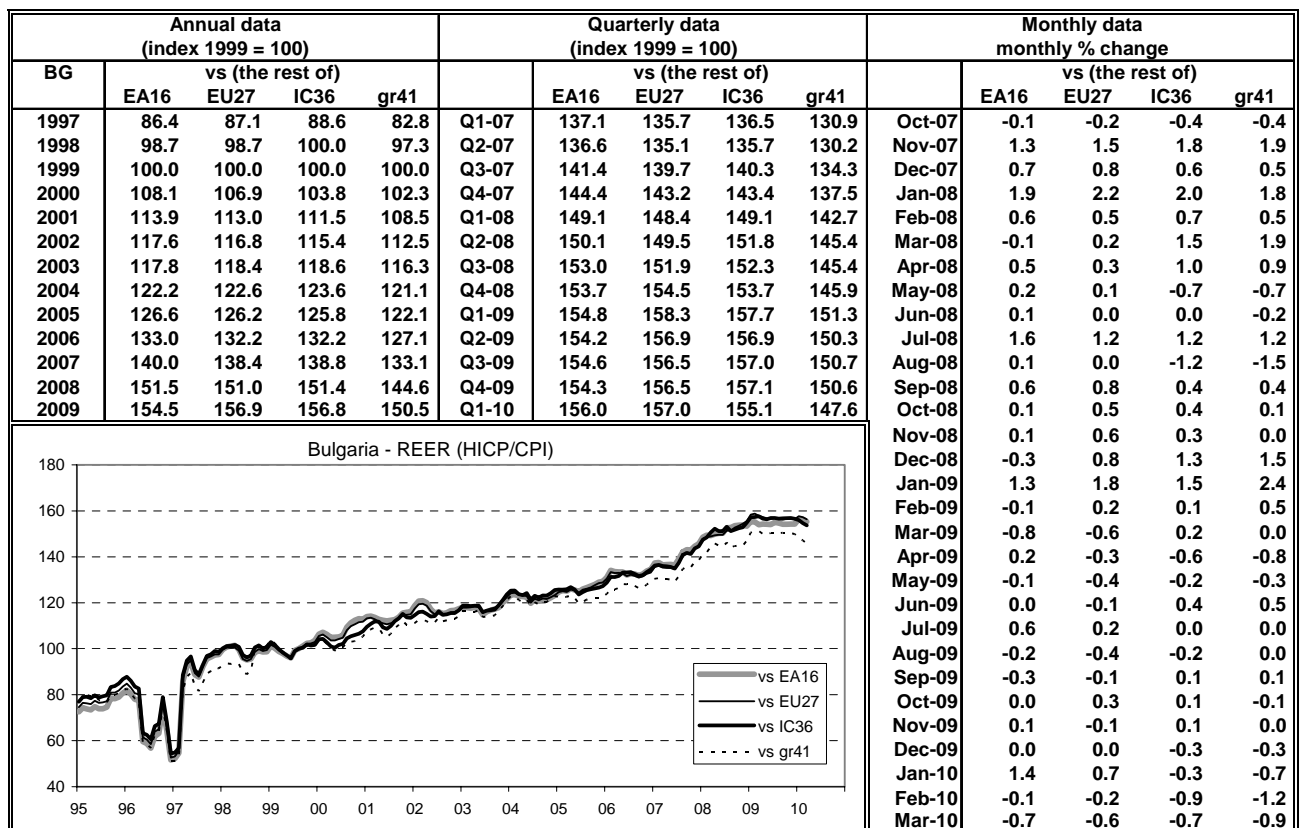 Annual data
(index 1999 = 100)
BG vs (the rest of)
EA16 EU27 IC36 gr41
1997 86.4 87.1 88.6 82.8
1998 98.7 98.7 100.0 97.3
1999 100.0 100.0 100.0 100.0
2000 108.1 106.9 103.8 102.3
2001 113.9 113.0 111.5 108.5
2002 117.6 116.8 115.4 112.5
2003 117.8 118.4 118.6 116.3
2004 122.2 122.6 123.6 121.1
2005 126.6 126.2 125.8 122.1
2006 133.0 132.2 132.2 127.1
2007 140.0 138.4 138.8 133.1
2008 151.5 151.0 151.4 144.6
2009 154.5 156.9 156.8 150.5
Quarterly data
(index 1999 = 100)
vs (the rest of)
EA16 EU27 IC36 gr41
Q1-07 137.1 135.7 136.5 130.9
Q2-07 136.6 135.1 135.7 130.2
Q3-07 141.4 139.7 140.3 134.3
Q4-07 144.4 143.2 143.4 137.5
Q1-08 149.1 148.4 149.1 142.7
Q2-08 150.1 149.5 151.8 145.4
Q3-08 153.0 151.9 152.3 145.4
Q4-08 153.7 154.5 153.7 145.9
Q1-09 154.8 158.3 157.7 151.3
Q2-09 154.2 156.9 156.9 150.3
Q3-09 154.6 156.5 157.0 150.7
Q4-09 154.3 156.5 157.1 150.6
Q1-10 156.0 157.0 155.1 147.6
Monthly data
monthly % change
vs (the rest of)
EA16 EU27 IC36 gr41
Oct-07 -0.1 -0.2 -0.4 -0.4
Nov-07 1.3 1.5 1.8 1.9
Dec-07 0.7 0.8 0.6 0.5
Jan-08 1.9 2.2 2.0 1.8
Feb-08 0.6 0.5 0.7 0.5
Mar-08 -0.1 0.2 1.5 1.9
Apr-08 0.5 0.3 1.0 0.9
May-08 0.2 0.1 -0.7 -0.7
Jun-08 0.1 0.0 0.0 -0.2
Jul-08 1.6 1.2 1.2 1.2
Aug-08 0.1 0.0 -1.2 -1.5
Sep-08 0.6 0.8 0.4 0.4
Oct-08 0.1 0.5 0.4 0.1
Nov-08 0.1 0.6 0.3 0.0
Dec-08 -0.3 0.8 1.3 1.5
Jan-09 1.3 1.8 1.5 2.4
Feb-09 -0.1 0.2 0.1 0.5
Mar-09 -0.8 -0.6 0.2 0.0
Apr-09 0.2 -0.3 -0.6 -0.8
May-09 -0.1 -0.4 -0.2 -0.3
Jun-09 0.0 -0.1 0.4 0.5
Jul-09 0.6 0.2 0.0 0.0
Aug-09 -0.2 -0.4 -0.2 0.0
Sep-09 -0.3 -0.1 0.1 0.1
Oct-09 0.0 0.3 0.1 -0.1
Nov-09 0.1 -0.1 0.1 0.0
Dec-09 0.0 0.0 -0.3 -0.3
Jan-10 1.4 0.7 -0.3 -0.7
Feb-10 -0.1 -0.2 -0.9 -1.2
Mar-10 -0.7 -0.6 -0.7 -0.9
Bulgaria - REER (HICP/CPI)
180
160
140
120
100
80
60
40
vs EA16
vs EU27
vs IC36
vs gr41
95 96 97 98 99 00 01 02 03 04 05 06 07 08 09 10